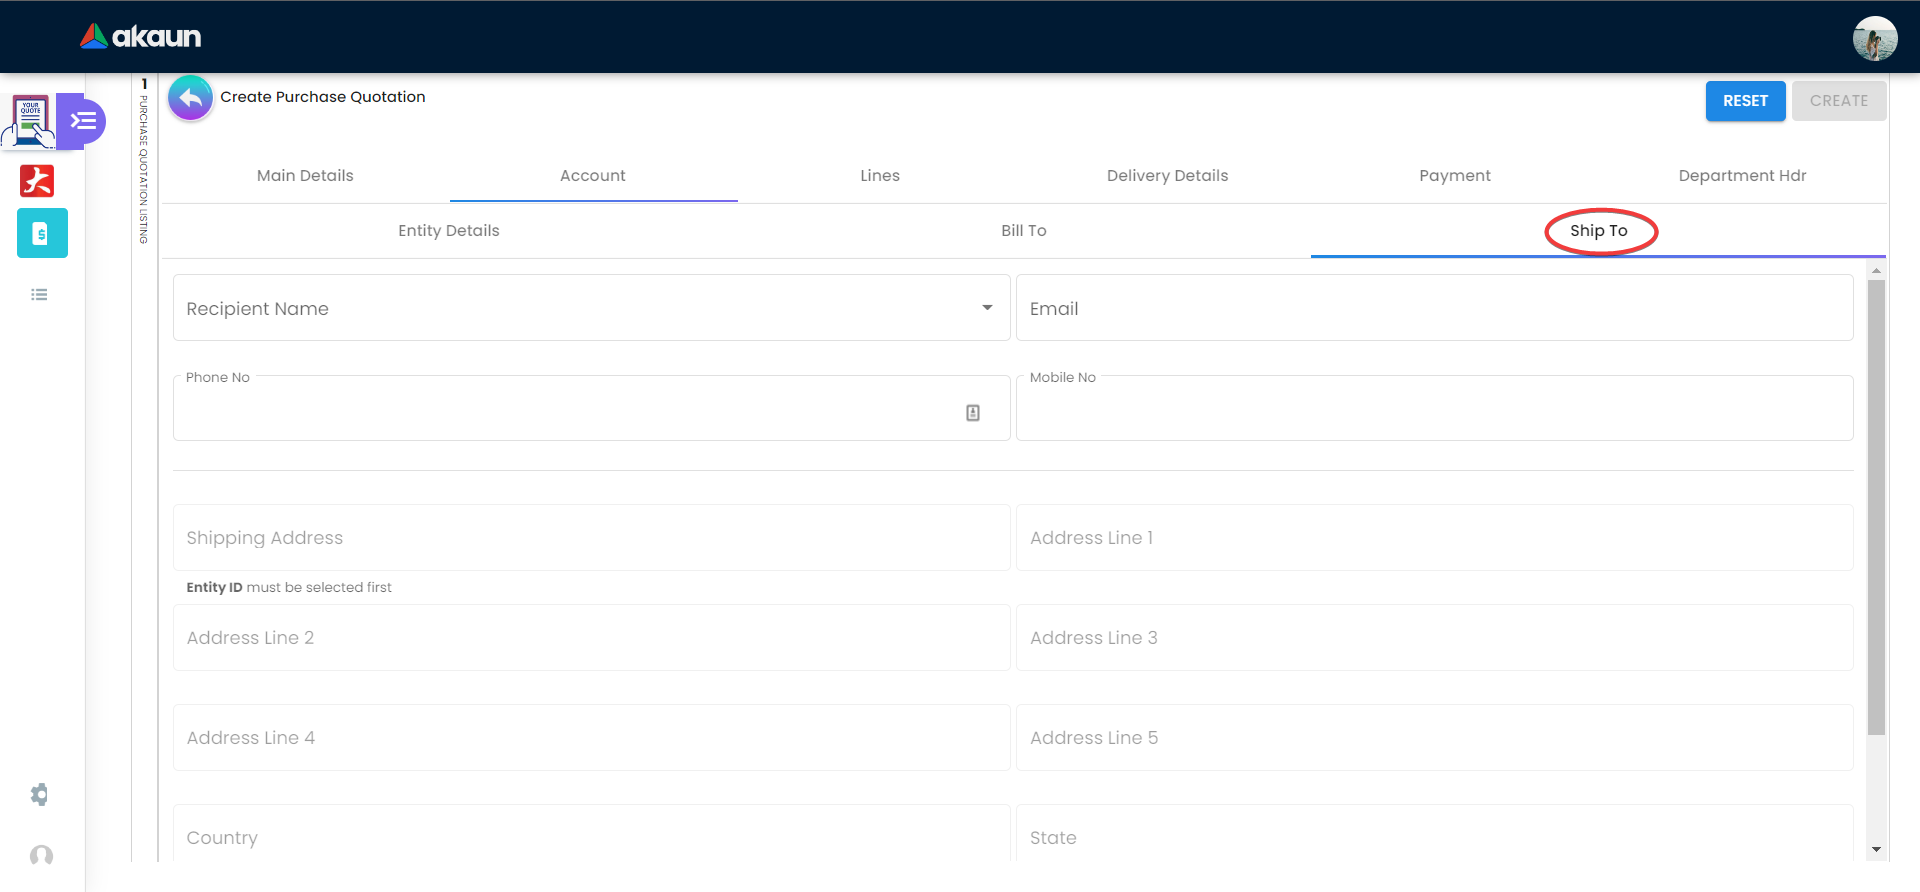 akaun
YOUR
QUOTE
1
PURCHASE QUOTATION LISTING
Create Purchase Quotation
RESET
CREATE
Main Details
Account
Lines
Delivery Details
Payment
Department Hdr
Entity Details
Bill To
Ship To
Recipient Name
Email
Phone No
Mobile No
Shipping Address
Address Line 1
Entity ID must be selected first
Address Line 2
Address Line 3
Address Line 4
Address Line 5
Country
State